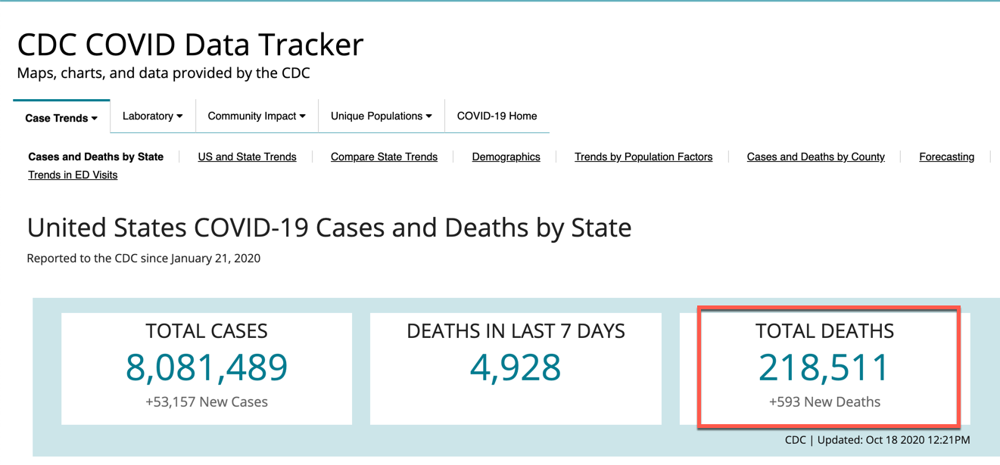 CDC COVID Data Tracker
Maps, charts, and data provided by the CDC
Case Trends
Laboratory
Community Impact
Unique Populations
COVID-19 Home
Cases and Deaths by State
US and State Trends
Compare State Trends
Demographics
Trends by Population Factors
Cases and Deaths by County
Forecasting
Trends in ED Visits
United States COVID-19 Cases and Deaths by State
Reported to the CDC since January 21, 2020
TOTAL CASES
8,081,489
+53,157 New Cases
DEATHS IN LAST 7 DAYS
4,928
TOTAL DEATHS
218,511
+593 New Deaths
CDC | Updated: Oct 18 2020 12:21PM